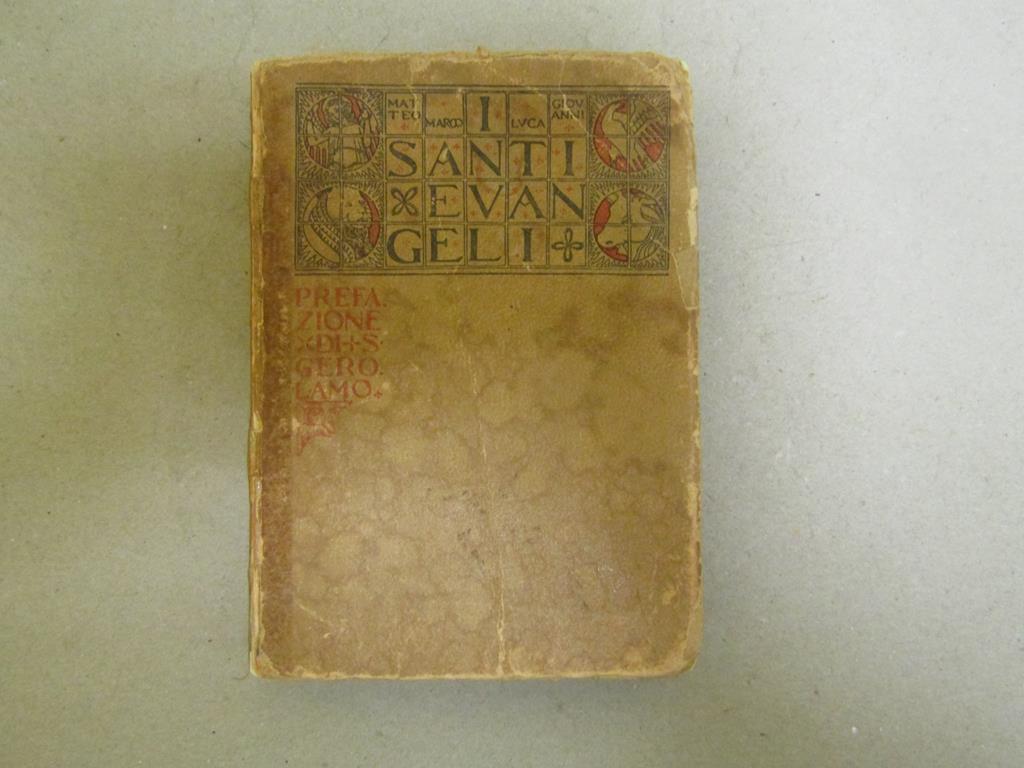 MAT
TEO
MARCO
I
LVCA
GIOV
ANNI
SANTI
EVAN
GELI
PREFA.
ZIONE
DI S.
GERO.
LAMO.